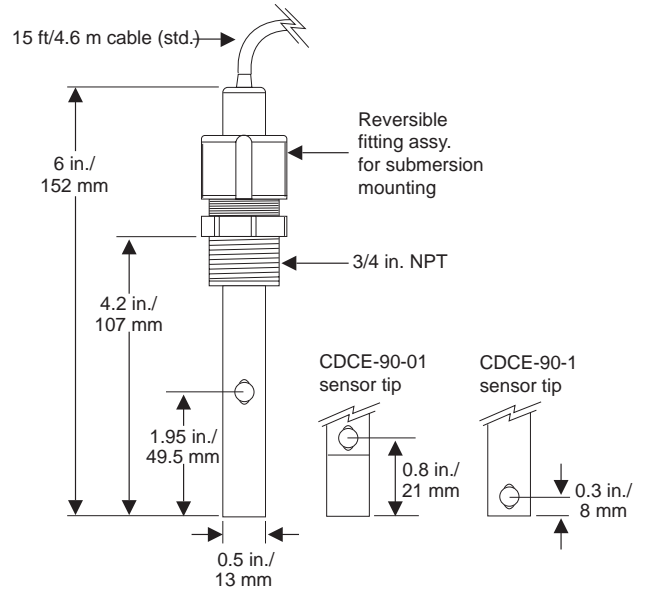 15 ft/4.6 m cable (std.)
Reversible
fitting assy.
for submersion
mounting
6 in./
152 mm
3/4 in. NPT
4.2 in./
107 mm
CDCE-90-01
sensor tip
CDCE-90-1
sensor tip
1.95 in./
49.5 mm
0.8 in./
21 mm
0.3 in./
8 mm
0.5 in./
13 mm